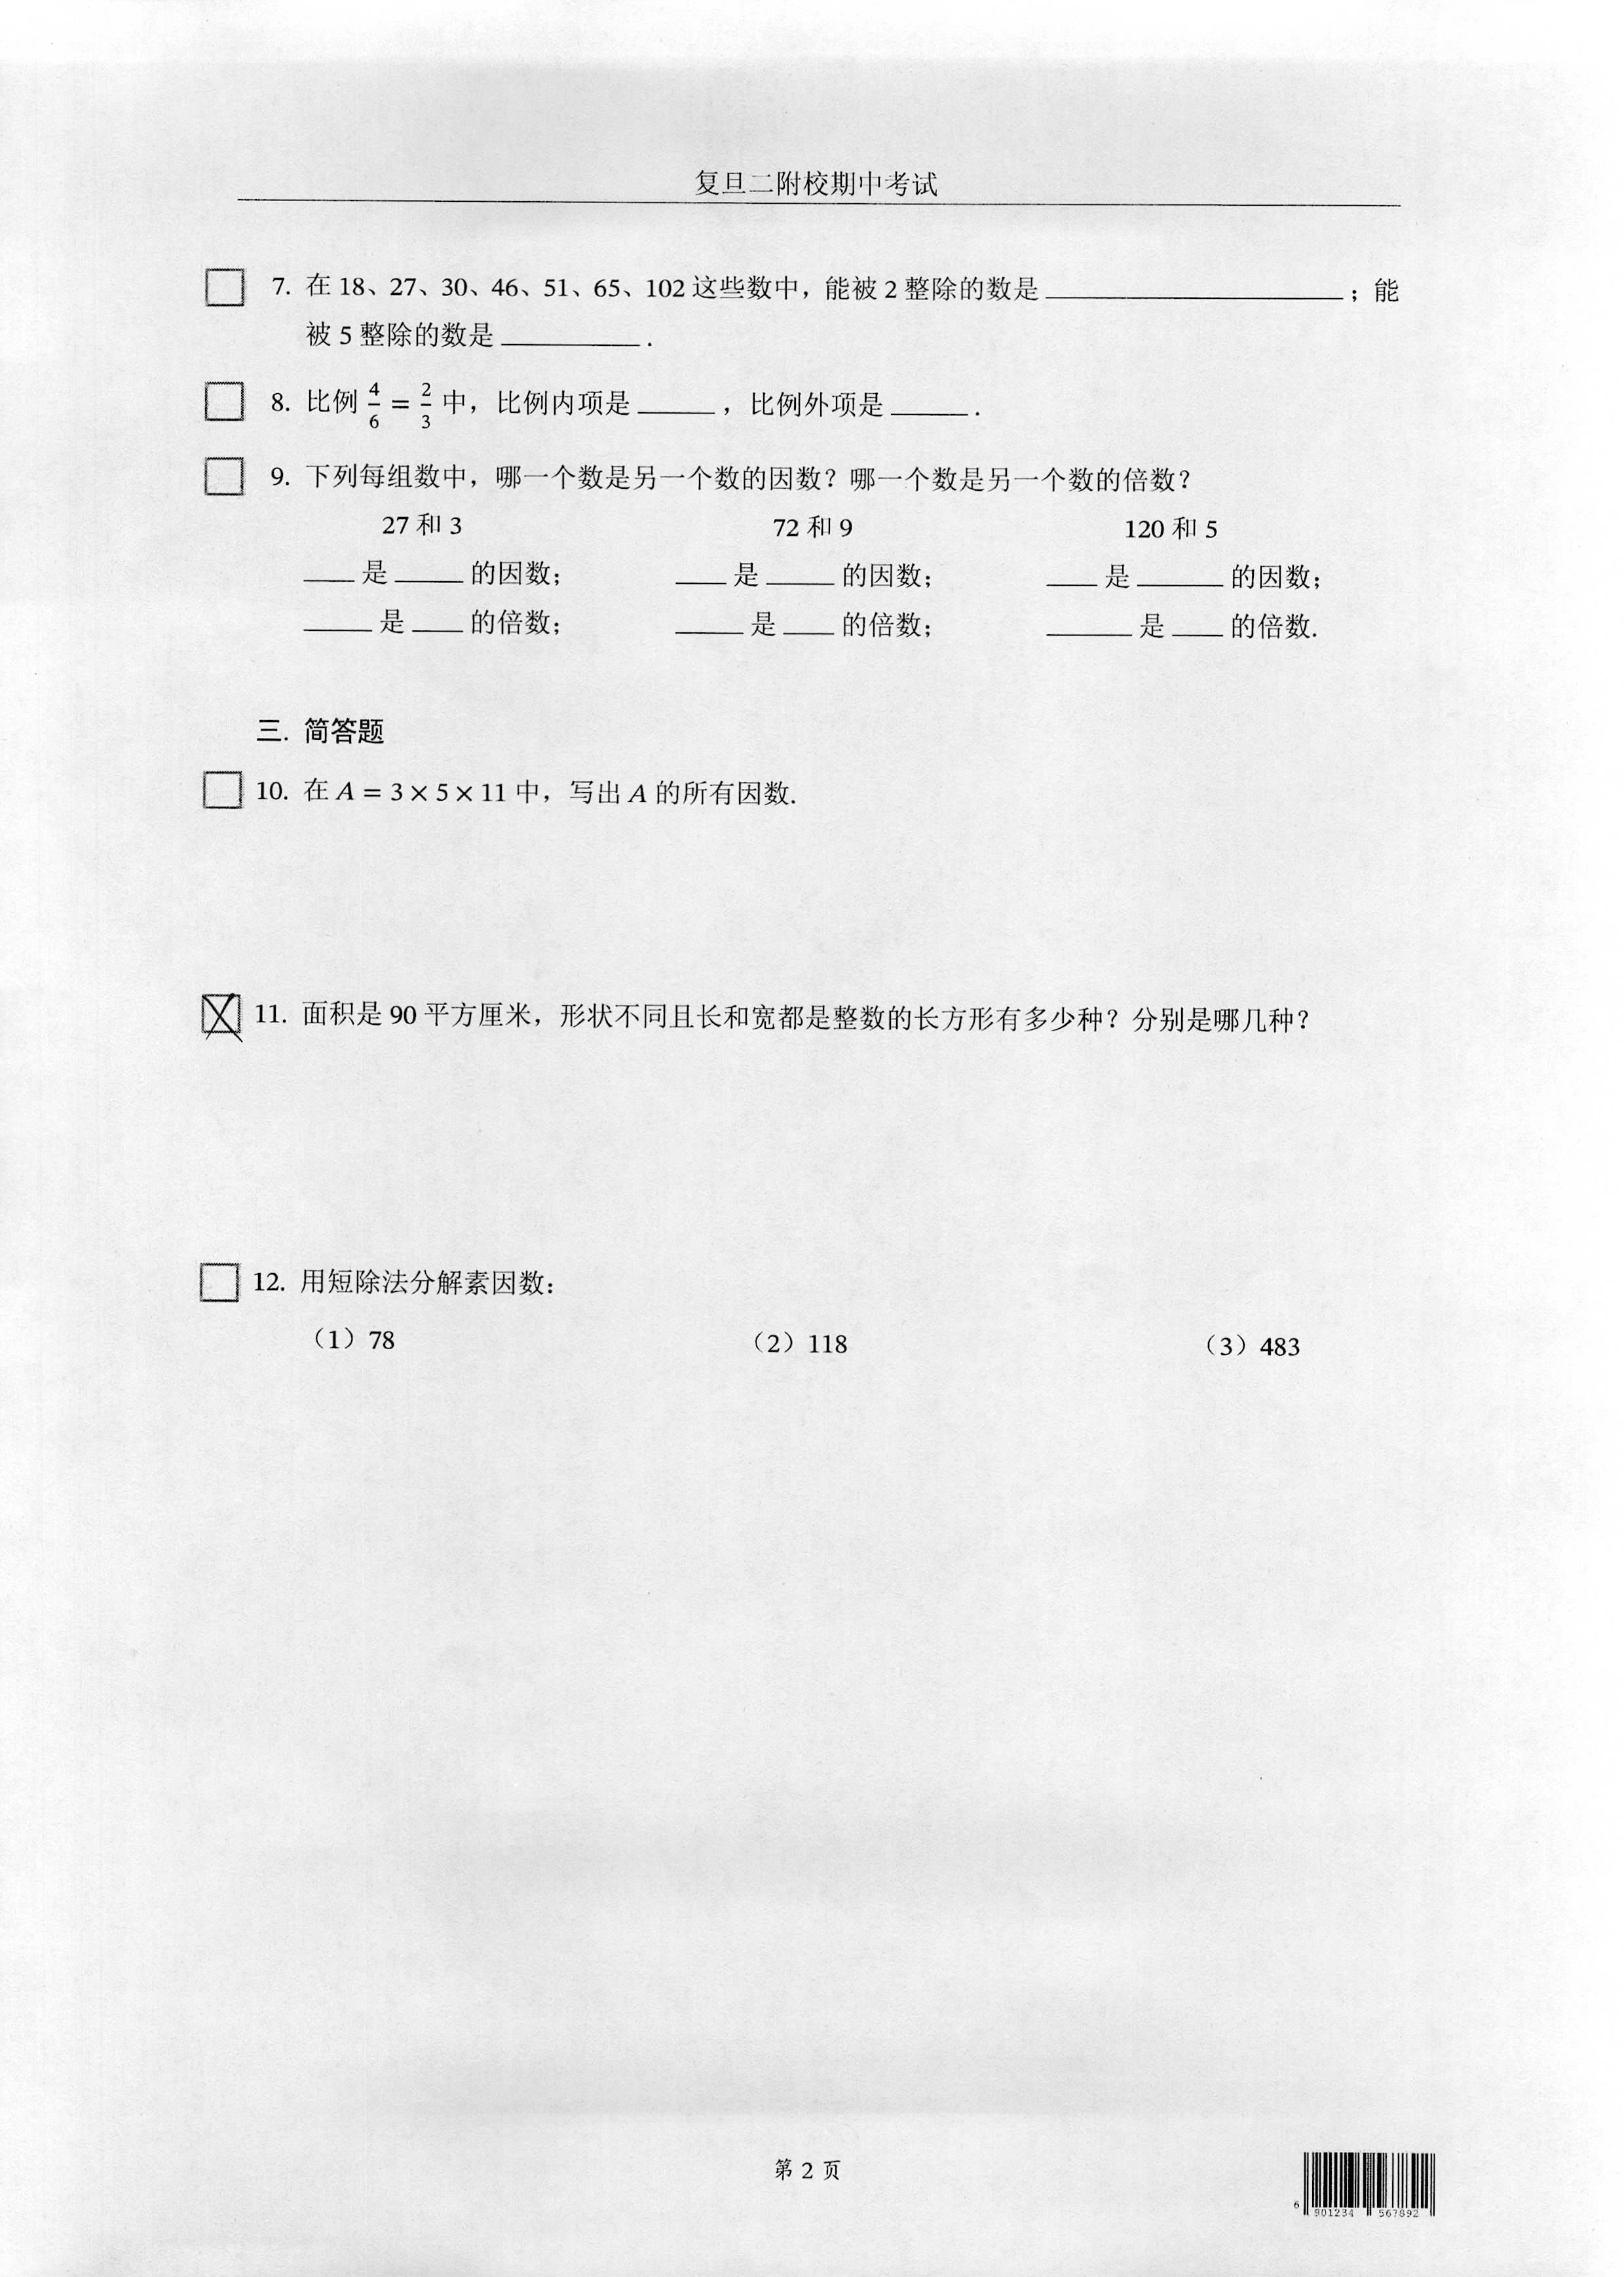 复旦二附校期中考试
7. 在 18、27、30、46、51、65、102 这些数中，能被 2 整除的数是 ______ ；能
被 5 整除的数是 ______ .
8. 比例 4/6 = 2/3 中，比例内项是 ______ ，比例外项是 ______ .
9. 下列每组数中，哪一个数是另一个数的因数？哪一个数是另一个数的倍数？
27 和 3 72 和 9 120 和 5
____ 是 ____ 的因数； ____ 是 ____ 的因数； ____ 是 ____ 的因数；
____ 是 ____ 的倍数； ____ 是 ____ 的倍数； ____ 是 ____ 的倍数.
三. 简答题
10. 在 A = 3 × 5 × 11 中，写出 A 的所有因数.
11. 面积是 90 平方厘米，形状不同且长和宽都是整数的长方形有多少种？分别是哪几种？
12. 用短除法分解素因数：
（1）78 （2）118 （3）483
第 2 页
6 901234 567892